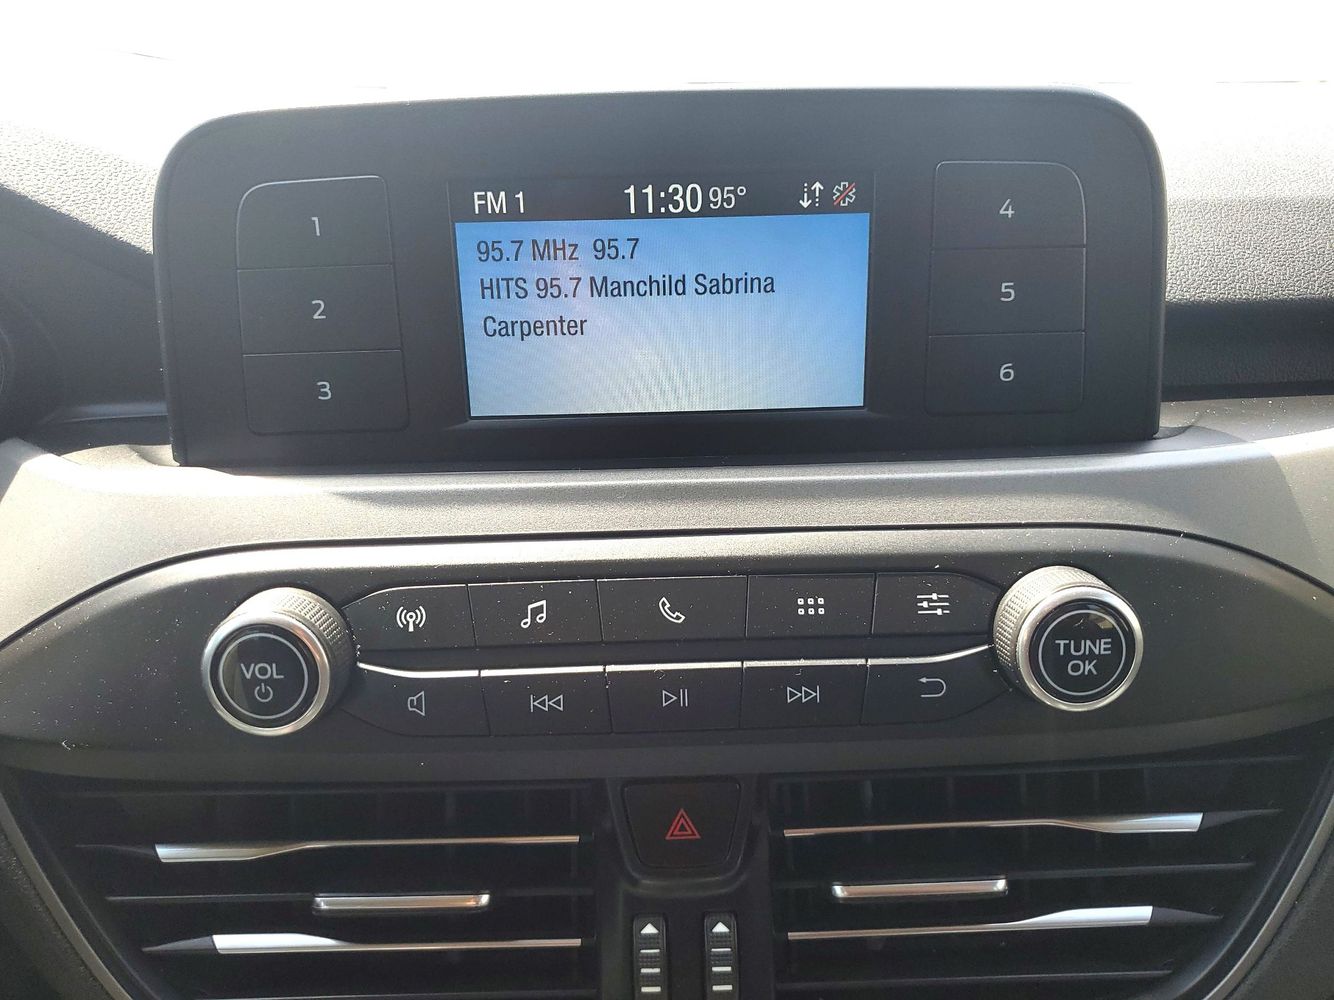 FM 1 11:30 95°
95.7 MHz 95.7
HITS 95.7 Manchild Sabrina
Carpenter
1
2
3
4
5
6
VOL
TUNE
OK